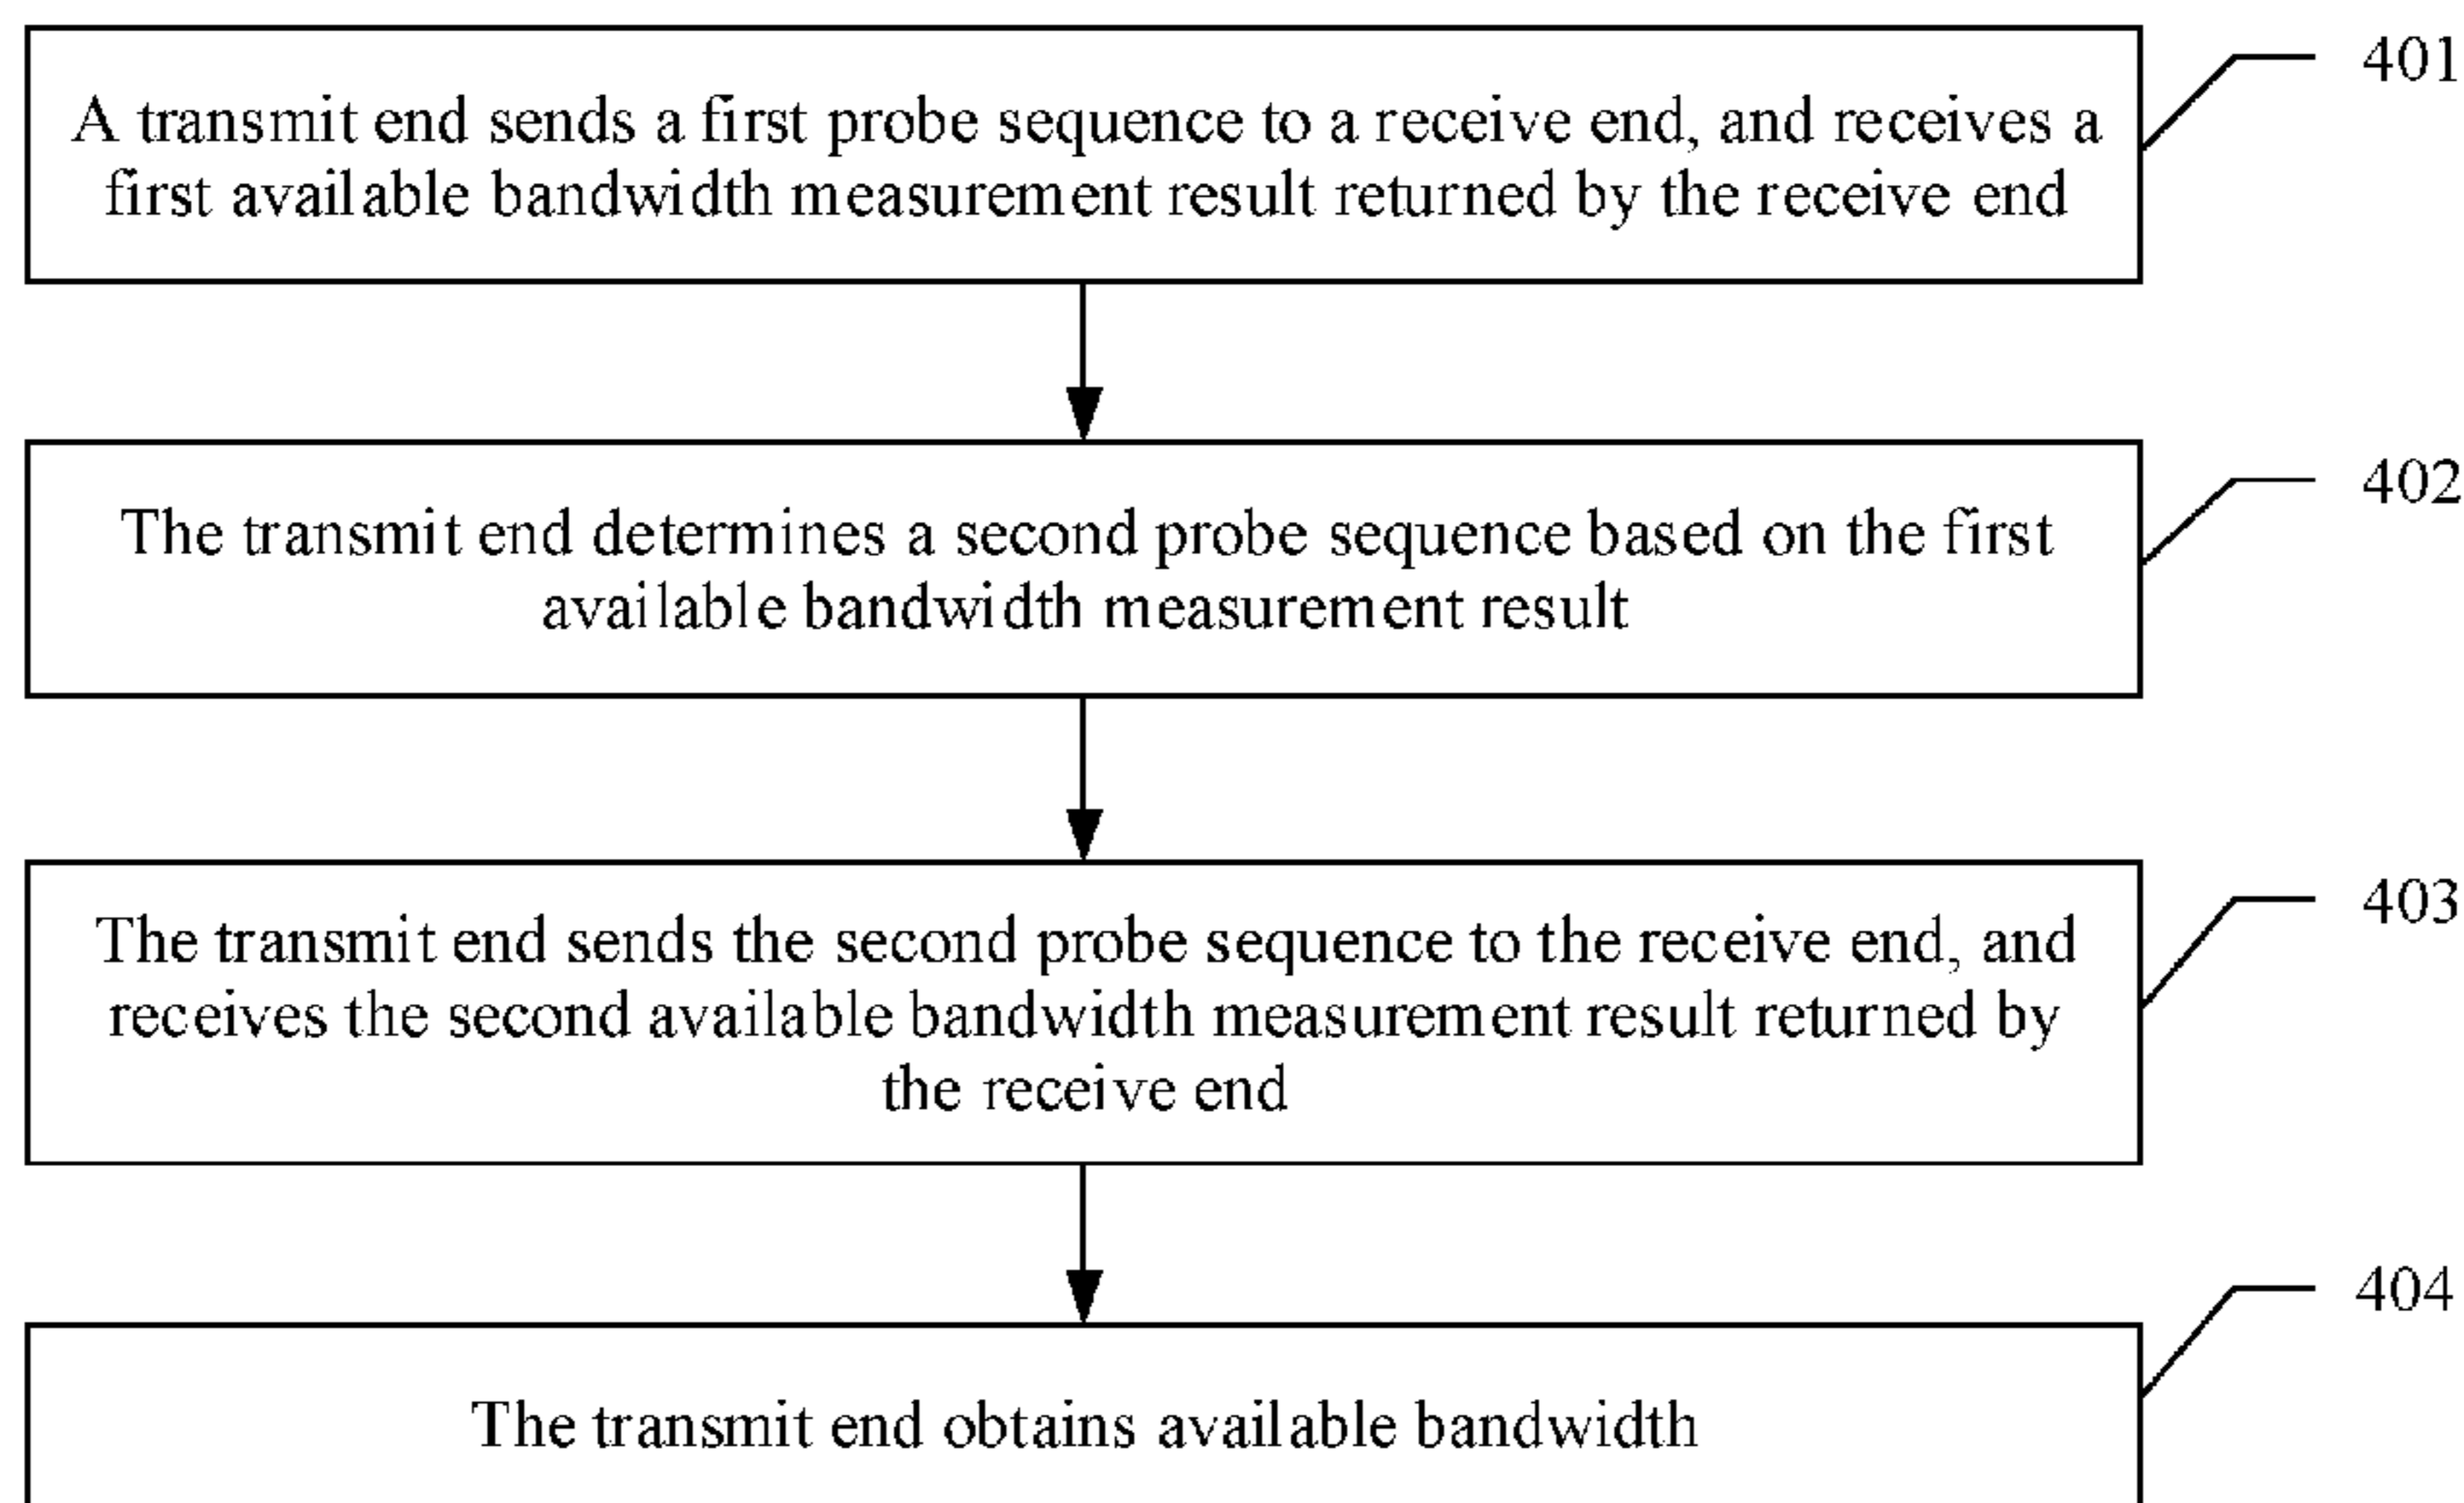 401
A transmit end sends a first probe sequence to a receive end, and receives a
first available bandwidth measurement result returned by the receive end
402
The transmit end determines a second probe sequence based on the first
available bandwidth measurement result
403
The transmit end sends the second probe sequence to the receive end, and
receives the second available bandwidth measurement result returned by
the receive end
404
The transmit end obtains available bandwidth